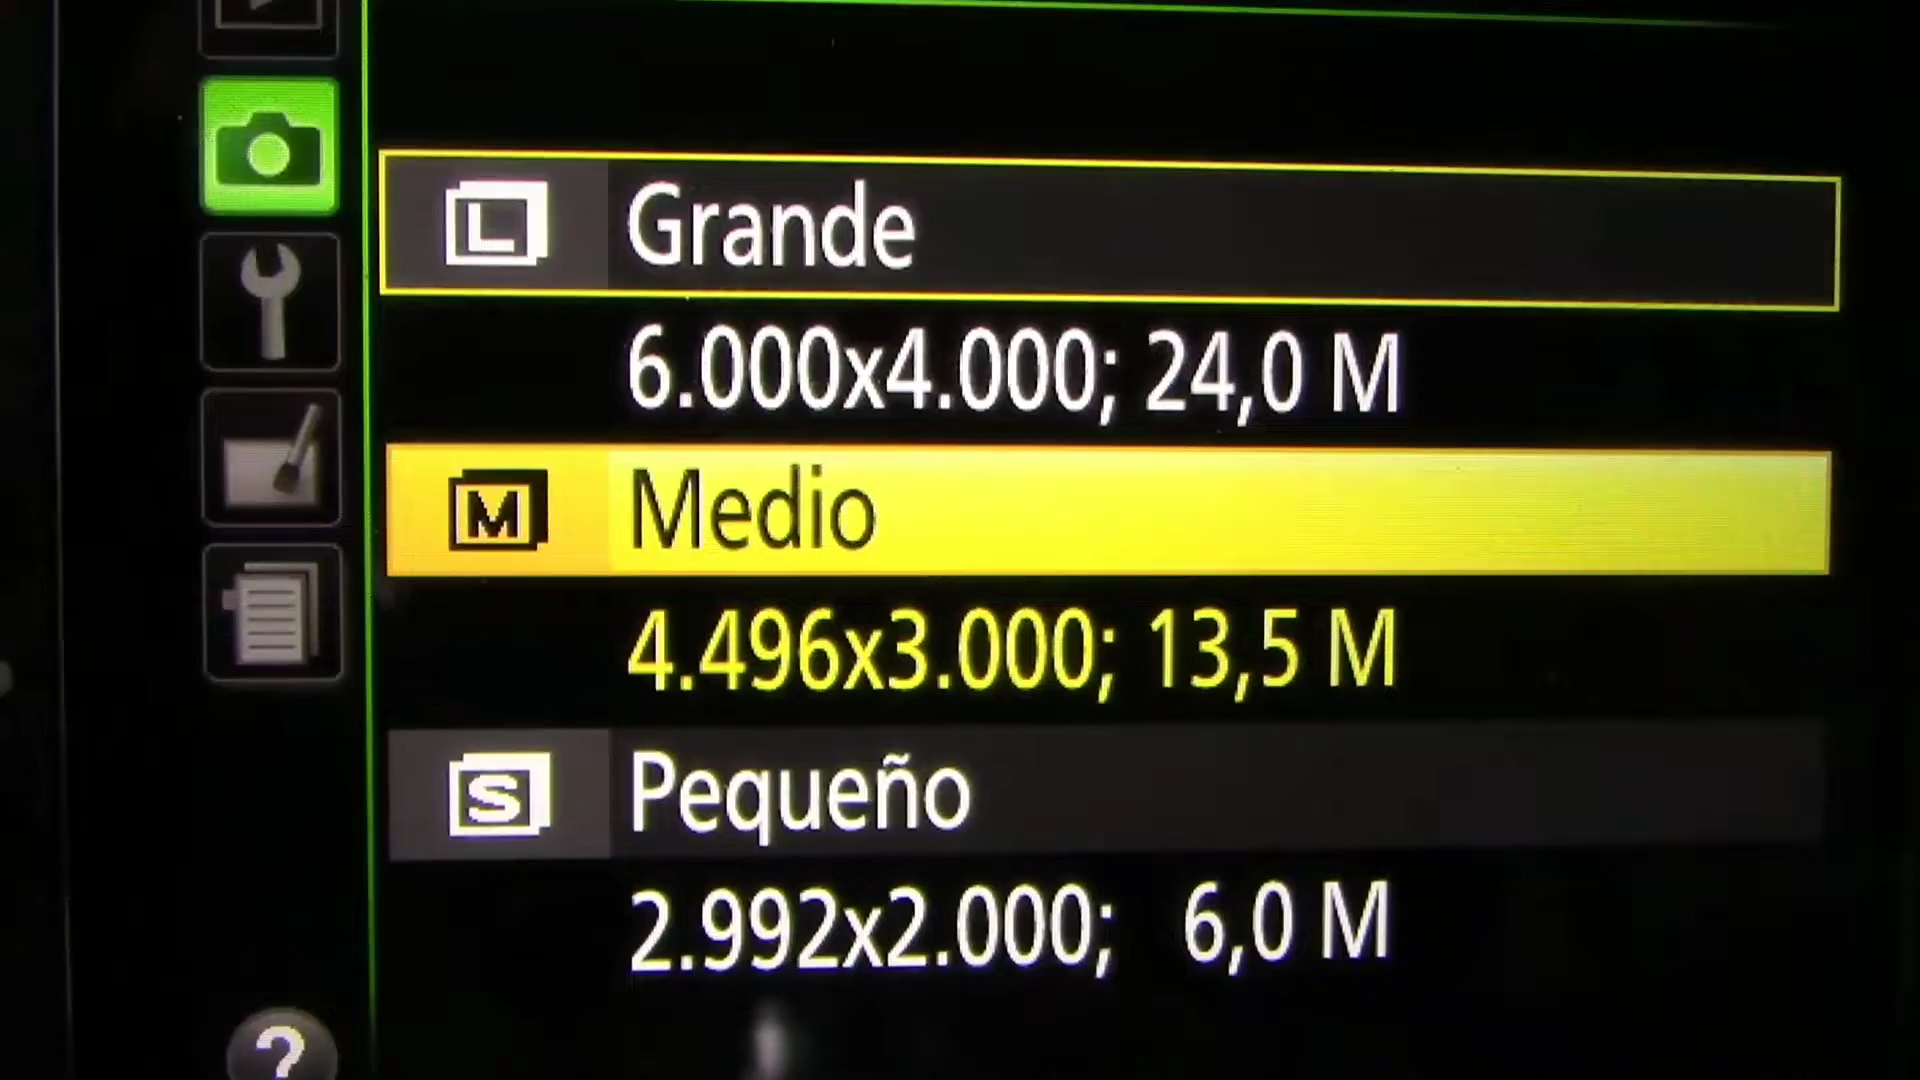 L Grande
6.000x4.000; 24,0 M
M Medio
4.496x3.000; 13,5 M
S Pequeño
2.992x2.000; 6,0 M
?